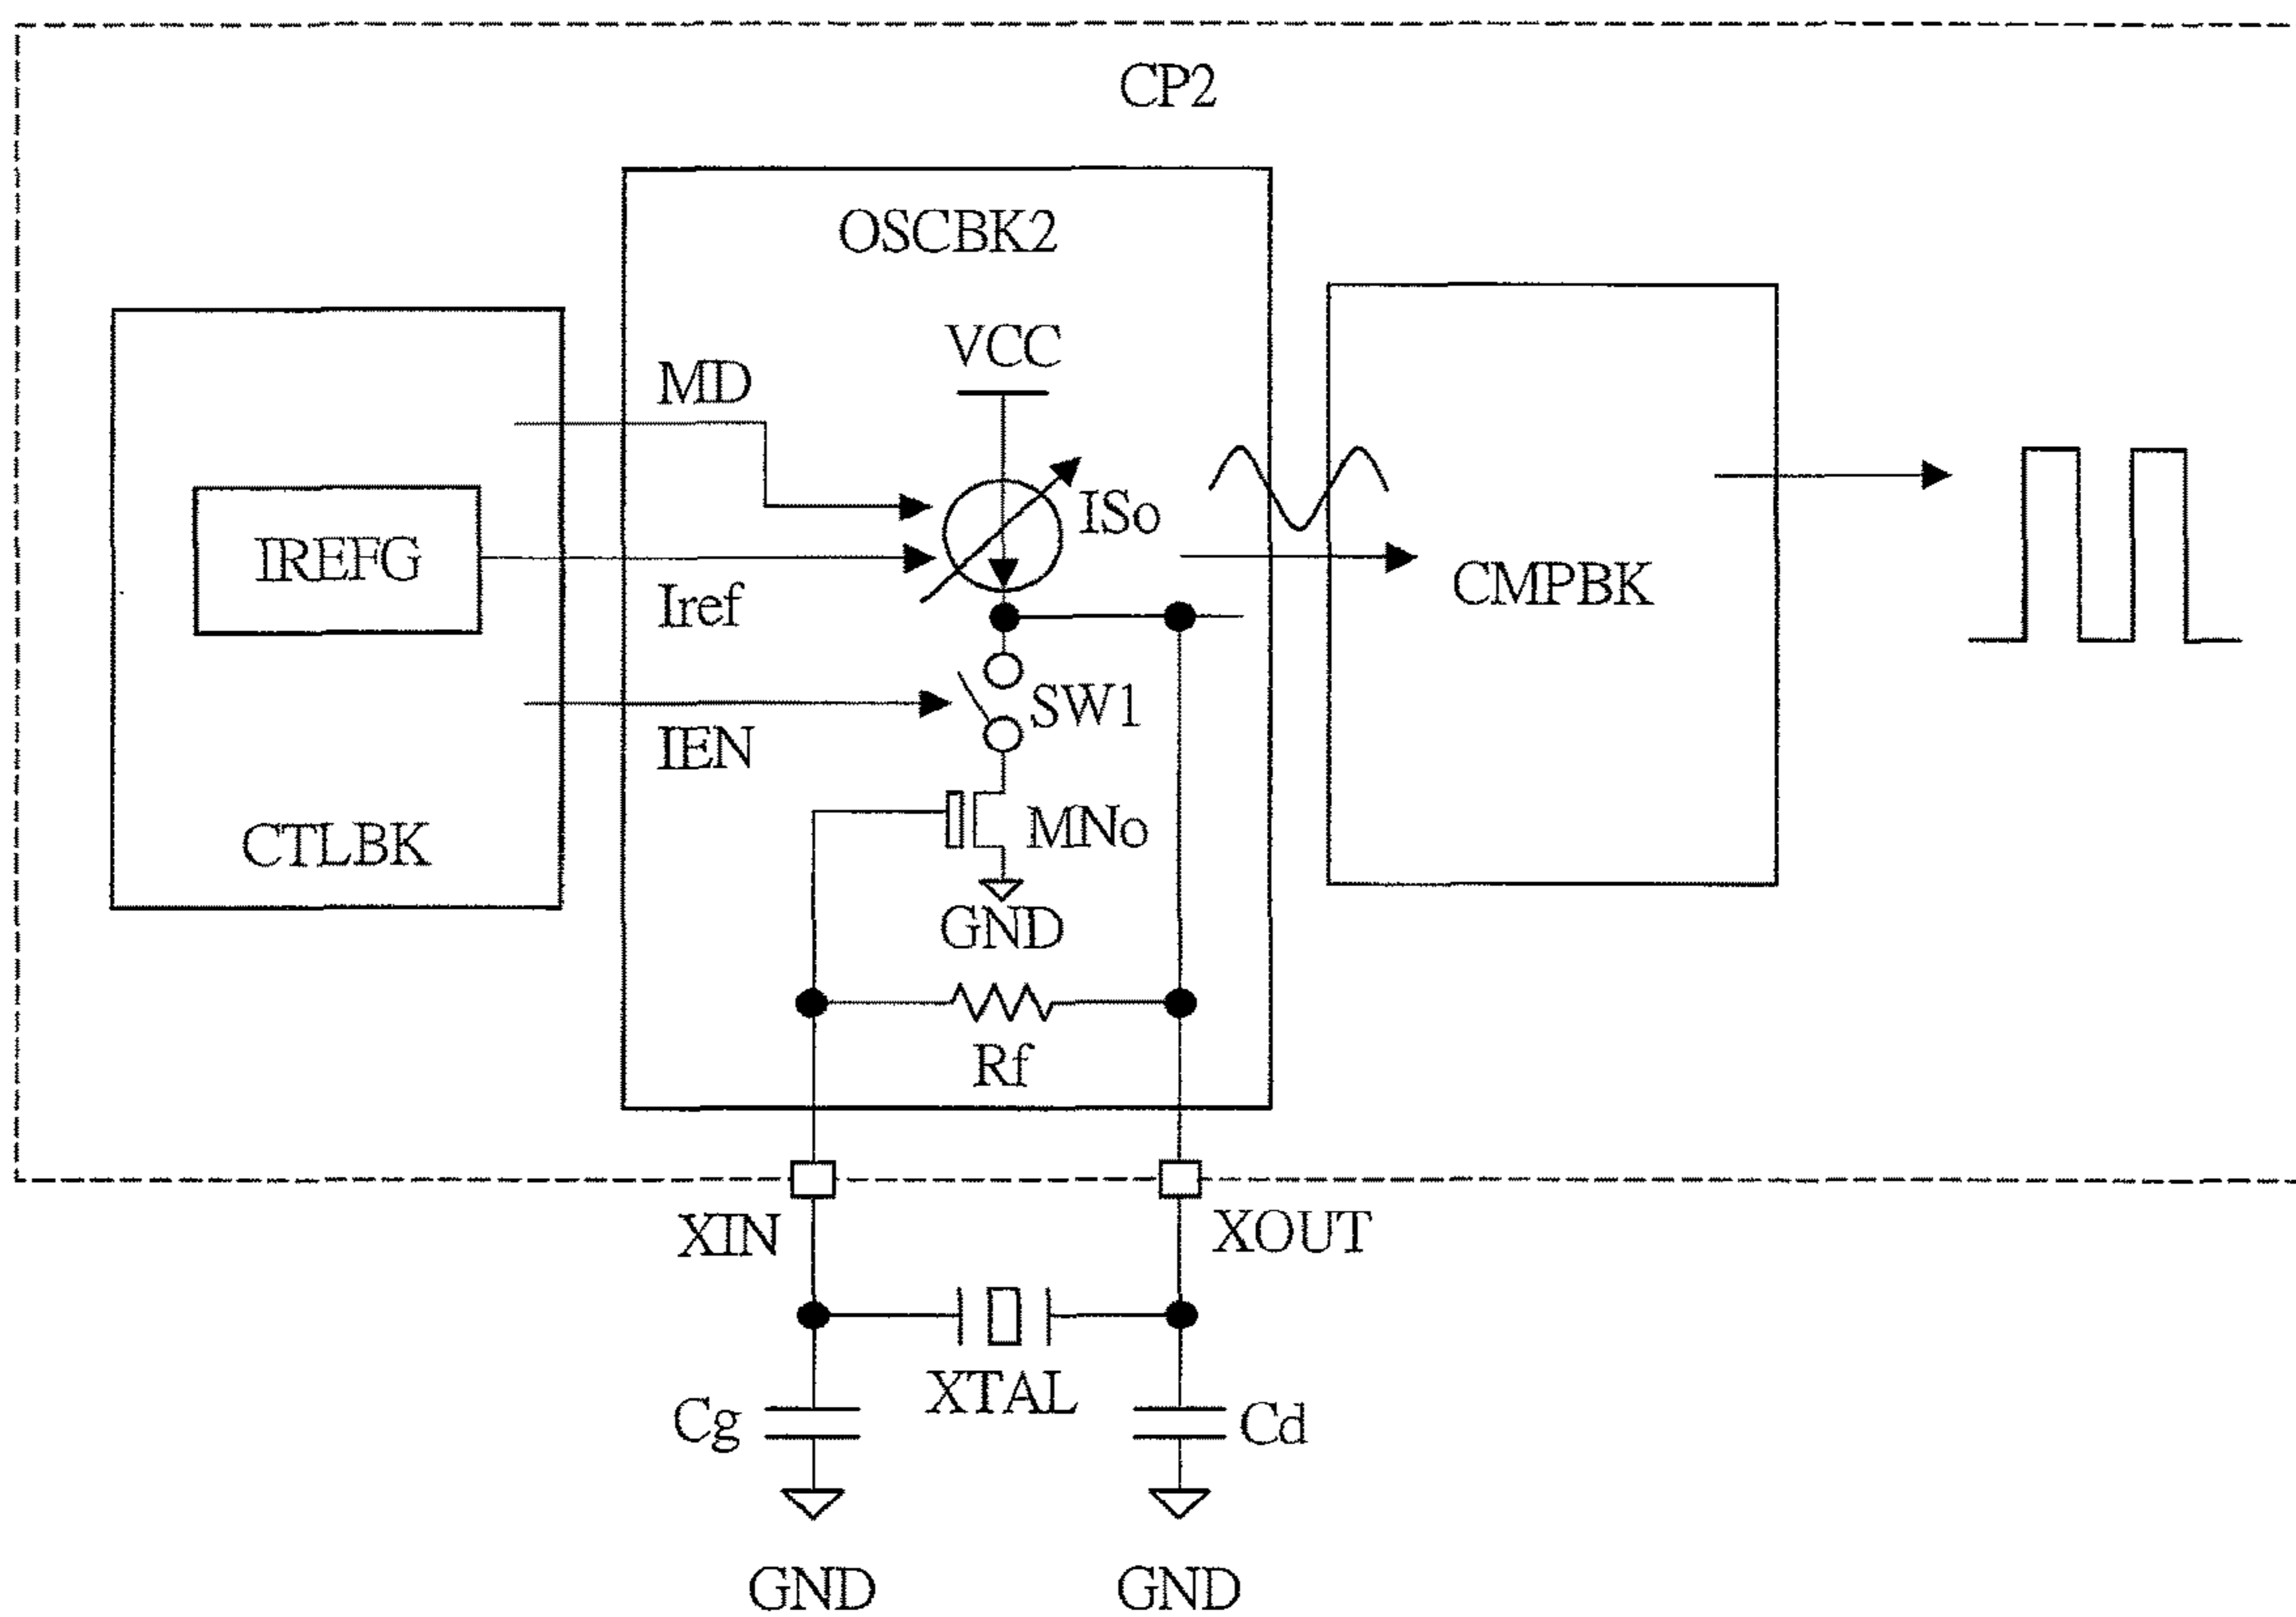 CP2
OSCBK2
VCC
MD
ISo
IREFG
Iref
CMPBK
SW1
IEN
MNo
CTLBK
GND
Rf
XIN
XOUT
XTAL
Cg
Cd
GND
GND